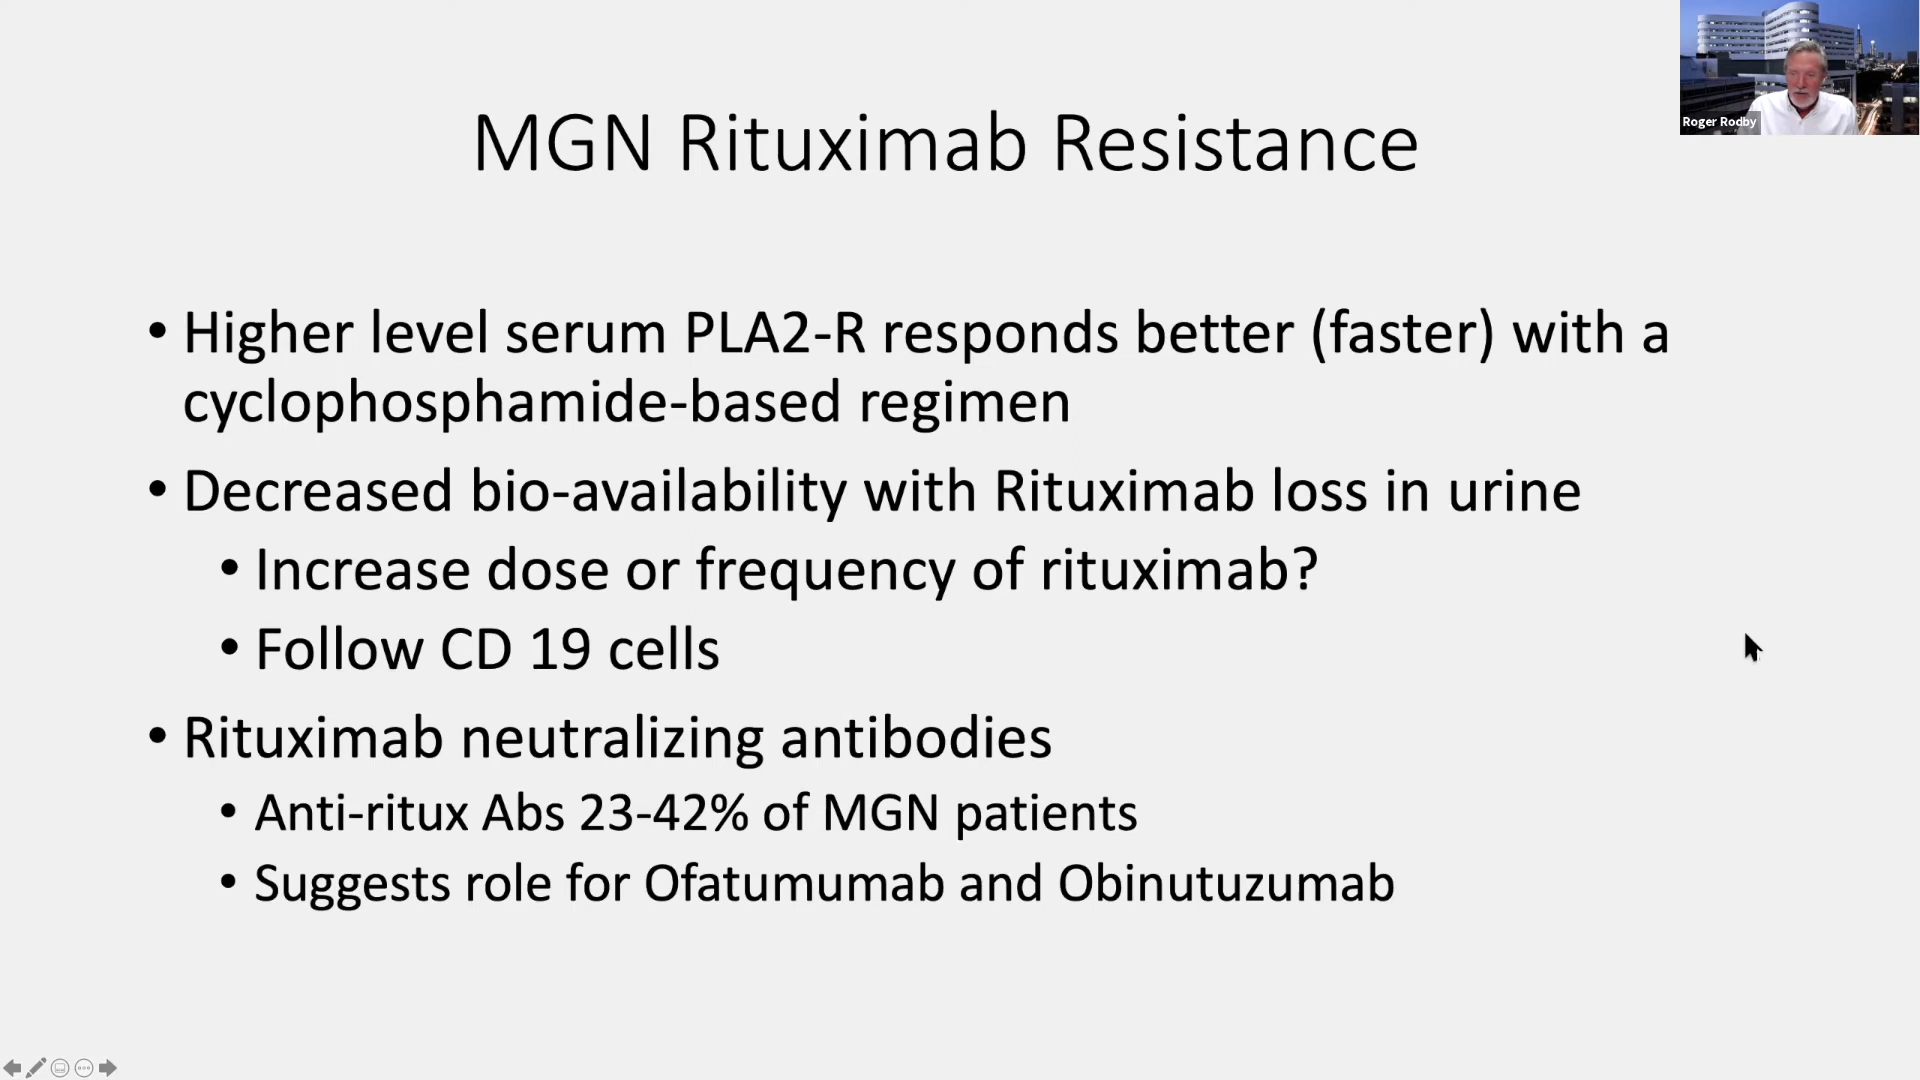 Roger Rodby
MGN Rituximab Resistance
• Higher level serum PLA2-R responds better (faster) with a
cyclophosphamide-based regimen
• Decreased bio-availability with Rituximab loss in urine
• Increase dose or frequency of rituximab?
• Follow CD 19 cells
• Rituximab neutralizing antibodies
• Anti-ritux Abs 23-42% of MGN patients
• Suggests role for Ofatumumab and Obinutuzumab